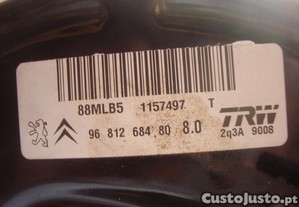 88MLB5 1157497 T
96 812 684 80 8.0 TRW
2q3A 9008
CustoJusto.pt